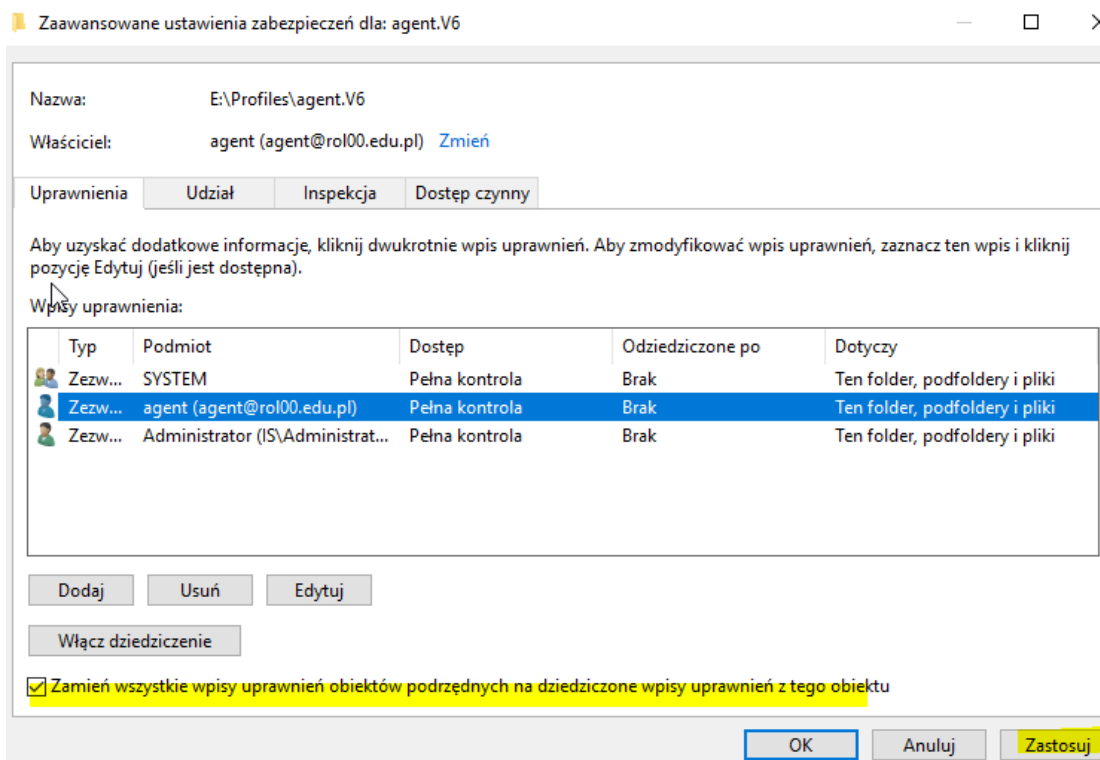 Zaawansowane ustawienia zabezpieczeń dla: agent.V6
Nazwa: E:\Profiles\agent.V6
Właściciel: agent (agent@rol00.edu.pl) Zmień
Uprawnienia Udział Inspekcja Dostęp czynny
Aby uzyskać dodatkowe informacje, kliknij dwukrotnie wpis uprawnień. Aby zmodyfikować wpis uprawnień, zaznacz ten wpis i kliknij
pozycję Edytuj (jeśli jest dostępna).
Wpisy uprawnienia:
Typ Podmiot Dostęp Odziedziczone po Dotyczy
Zezw... SYSTEM Pełna kontrola Brak Ten folder, podfoldery i pliki
Zezw... agent (agent@rol00.edu.pl) Pełna kontrola Brak Ten folder, podfoldery i pliki
Zezw... Administrator (IS\Administrat... Pełna kontrola Brak Ten folder, podfoldery i pliki
Dodaj Usuń Edytuj
Włącz dziedziczenie
Zamień wszystkie wpisy uprawnień obiektów podrzędnych na dziedziczone wpisy uprawnień z tego obiektu
OK Anuluj Zastosuj